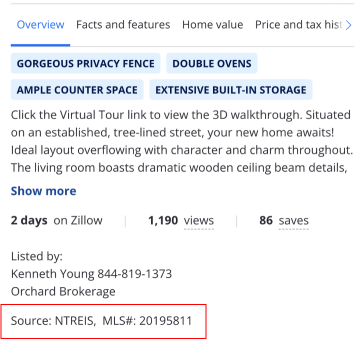 Overview Facts and features Home value Price and tax hist
GORGEOUS PRIVACY FENCE DOUBLE OVENS
AMPLE COUNTER SPACE EXTENSIVE BUILT-IN STORAGE
Click the Virtual Tour link to view the 3D walkthrough. Situated
on an established, tree-lined street, your new home awaits!
Ideal layout overflowing with character and charm throughout.
The living room boasts dramatic wooden ceiling beam details,
Show more
2 days on Zillow | 1,190 views | 86 saves
Listed by:
Kenneth Young 844-819-1373
Orchard Brokerage
Source: NTREIS, MLS#: 20195811